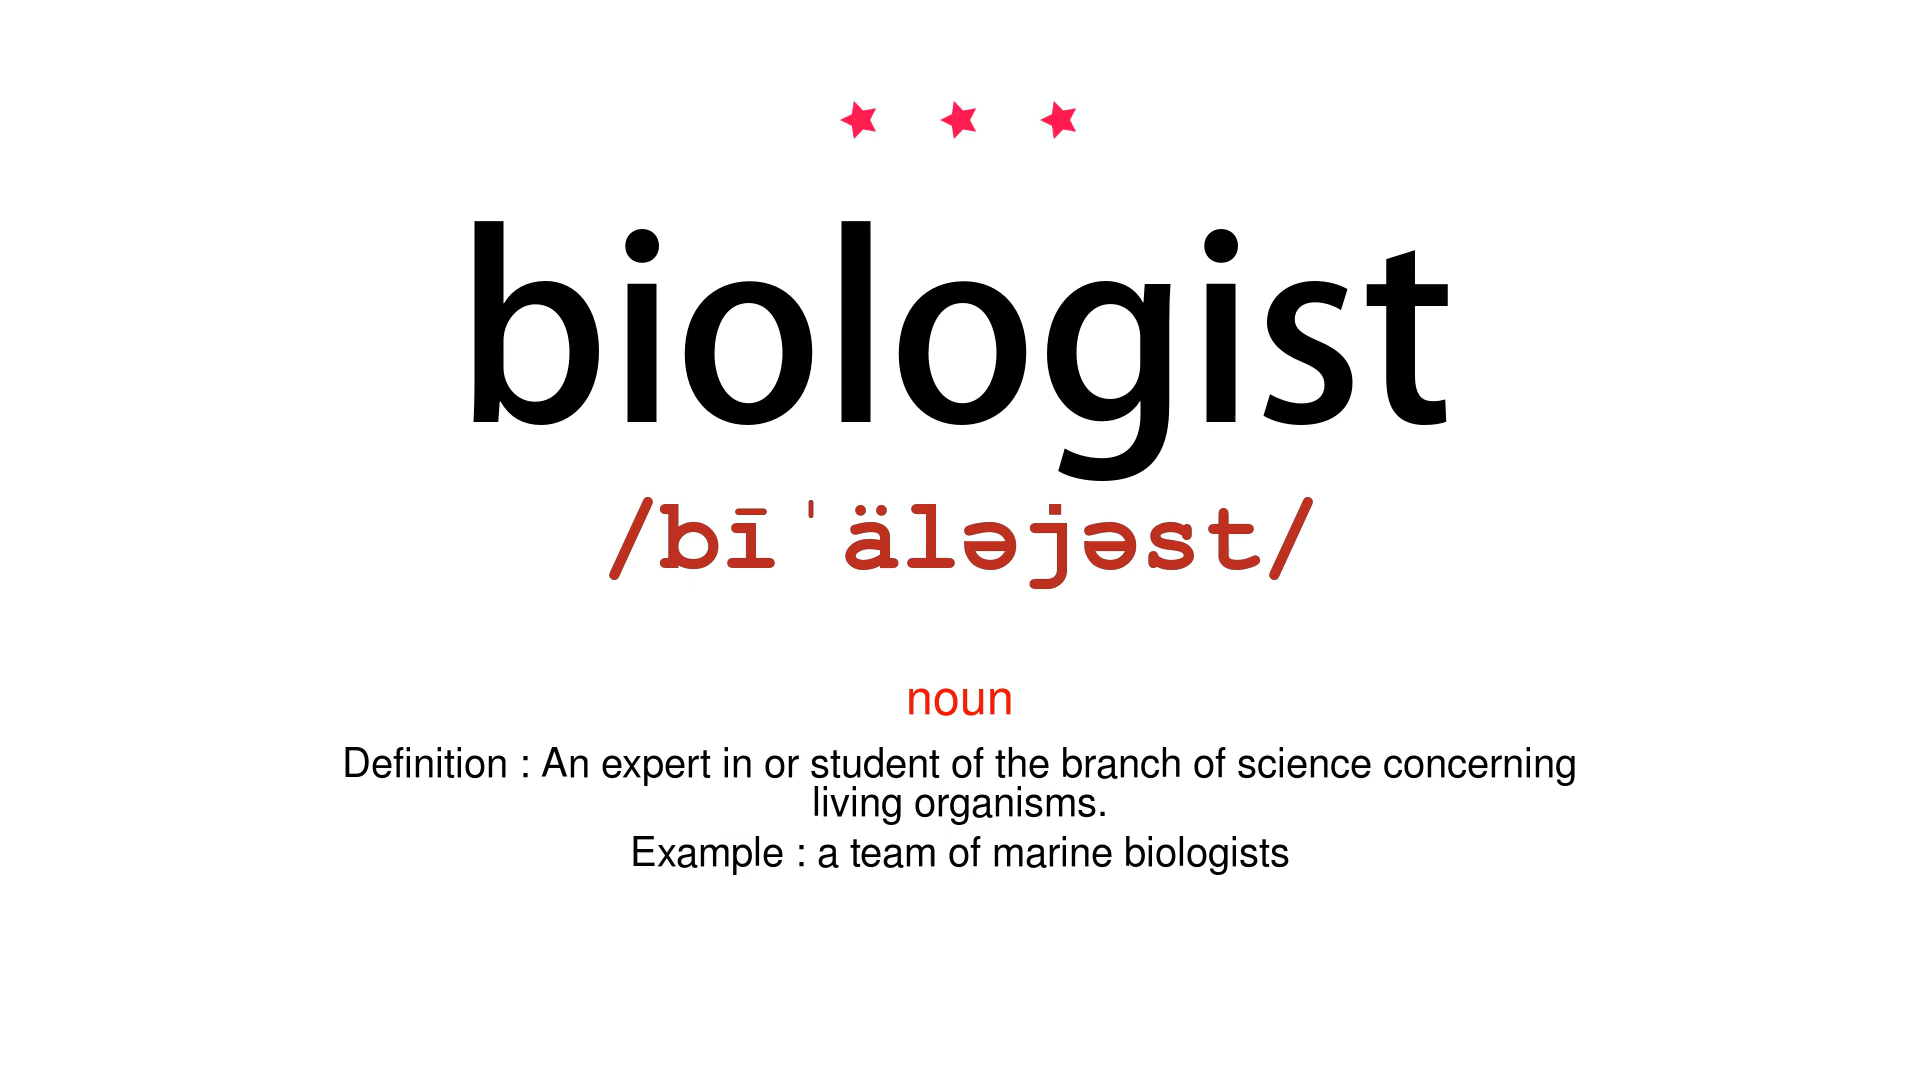 biologist
/bīˈäləjəst/
noun
Definition : An expert in or student of the branch of science concerning
living organisms.
Example : a team of marine biologists